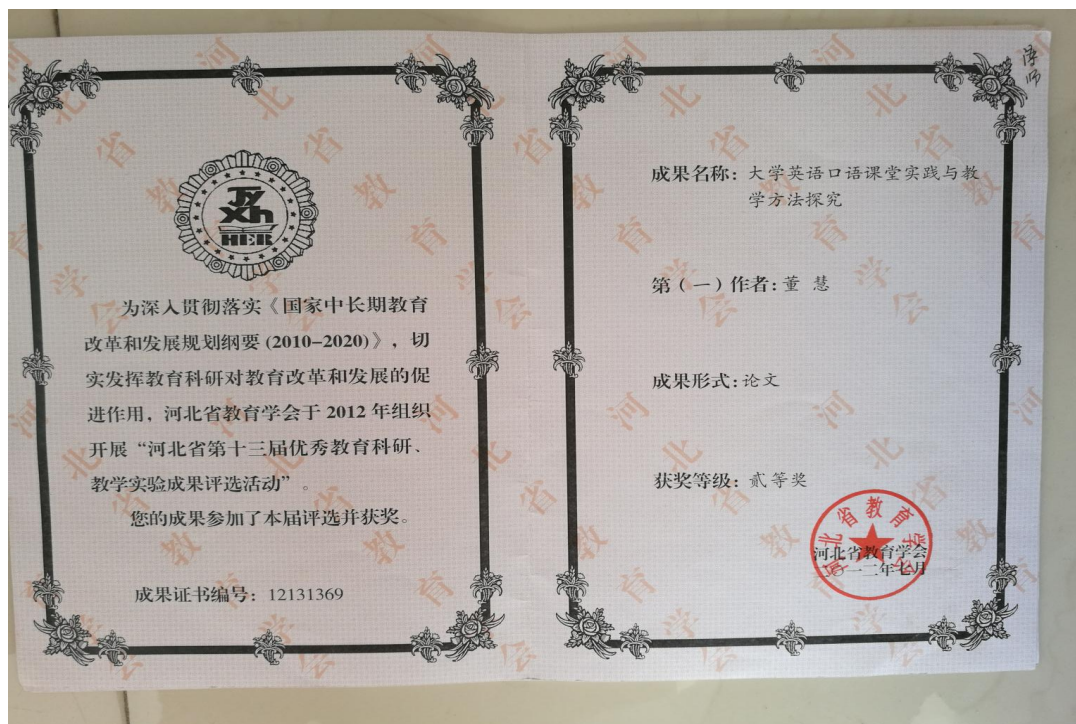 JY
Xh
HER
为深入贯彻落实《国家中长期教育
改革和发展规划纲要(2010-2020)》，切
实发挥教育科研对教育改革和发展的促
进作用，河北省教育学会于 2012 年组织
开展“河北省第十三届优秀教育科研、
教学实验成果评选活动”。
您的成果参加了本届评选并获奖。
成果证书编号：12131369
成果名称：大学英语口语课堂实践与教
学方法探究
第(一)作者：董 慧
成果形式：论文
获奖等级：贰等奖
河北省教育学会
河北省教育学会
二〇一二年七月